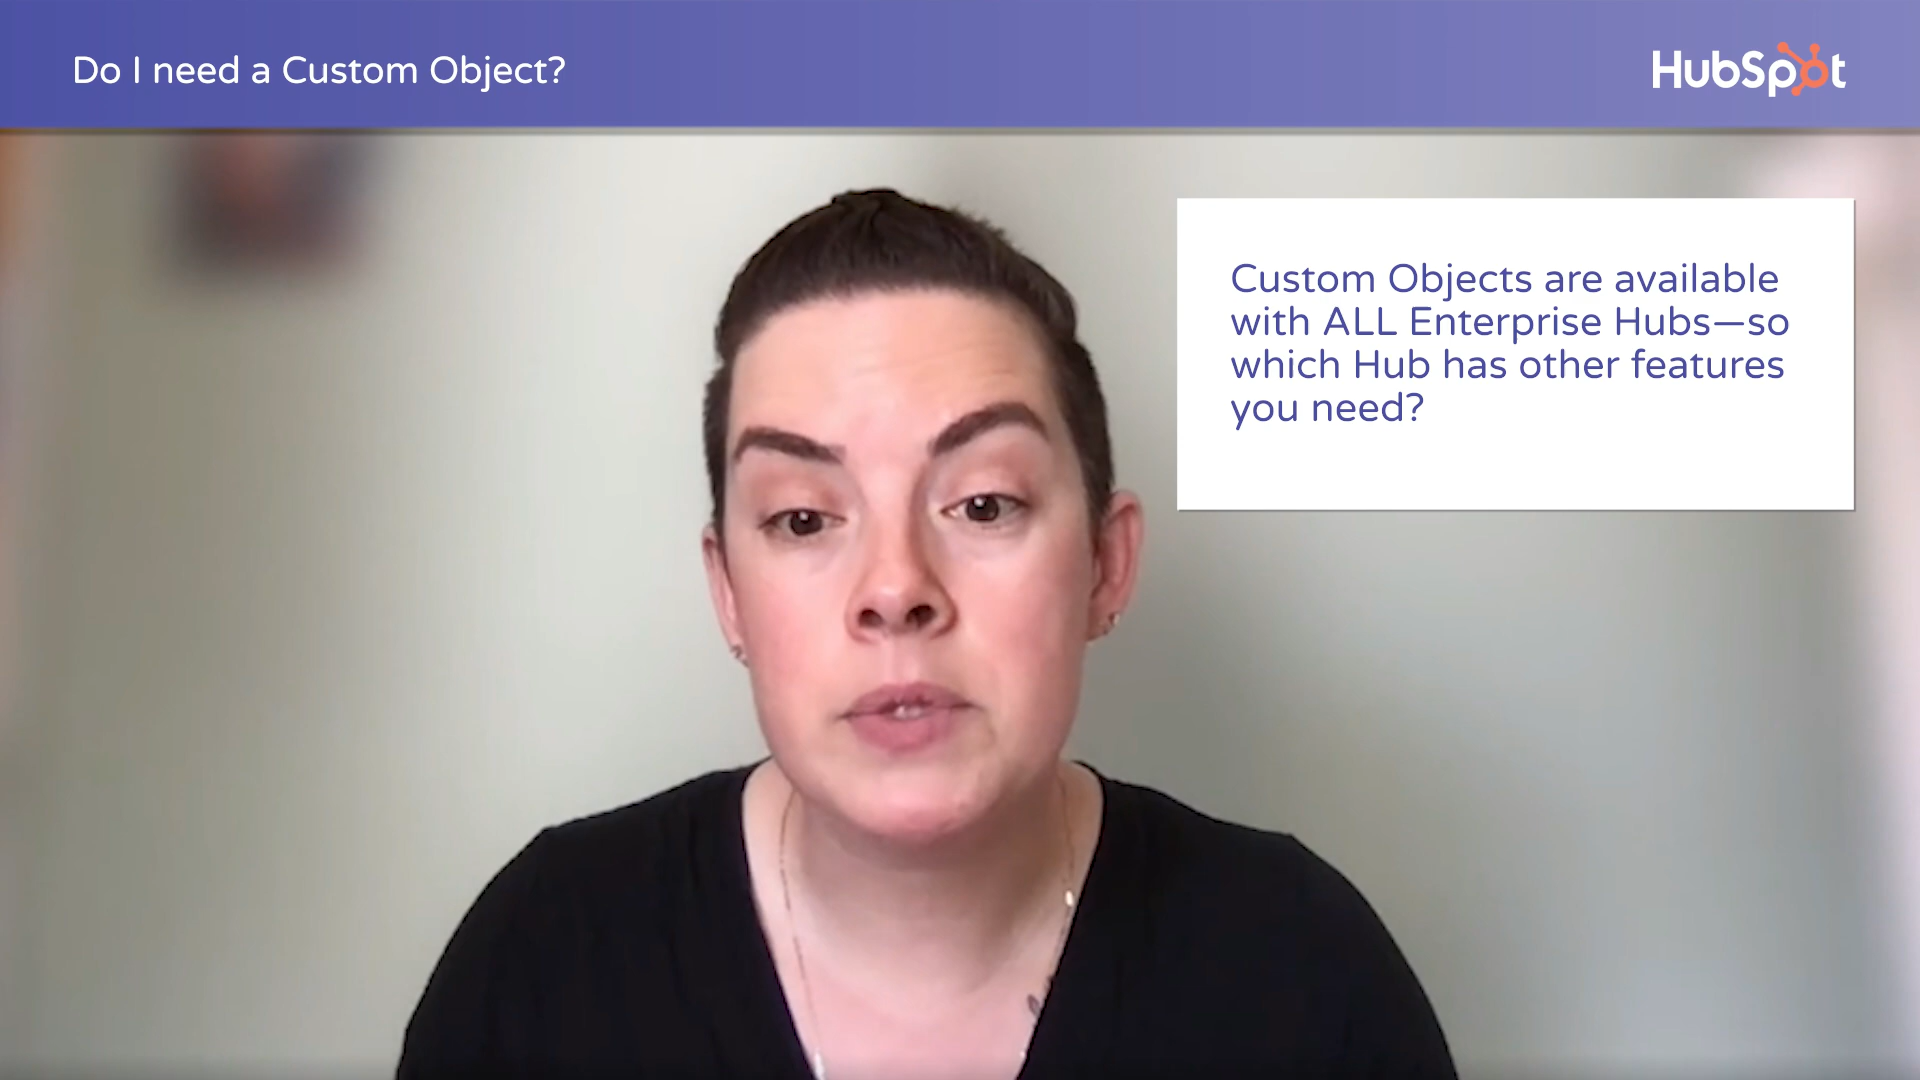 Do I need a Custom Object?
HubSpot
Custom Objects are available
with ALL Enterprise Hubs—so
which Hub has other features
you need?